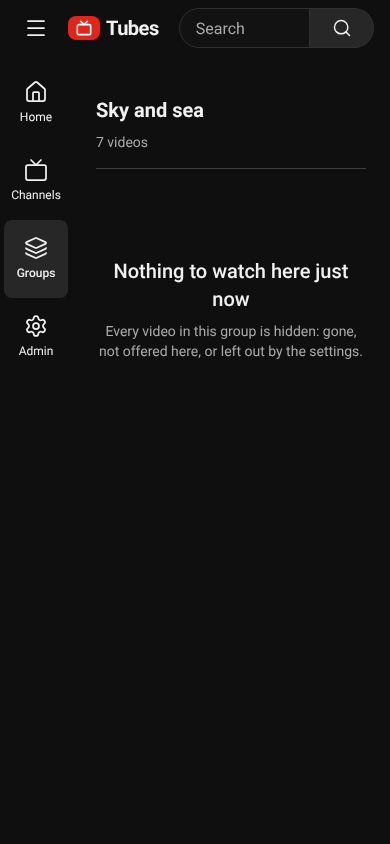 Tubes
Search
Home
Channels
Groups
Admin
Sky and sea
7 videos
Nothing to watch here just
now
Every video in this group is hidden: gone,
not offered here, or left out by the settings.